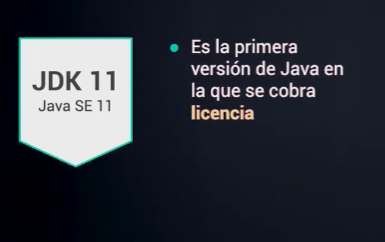 JDK 11
Java SE 11
Es la primera
versión de Java en
la que se cobra
licencia